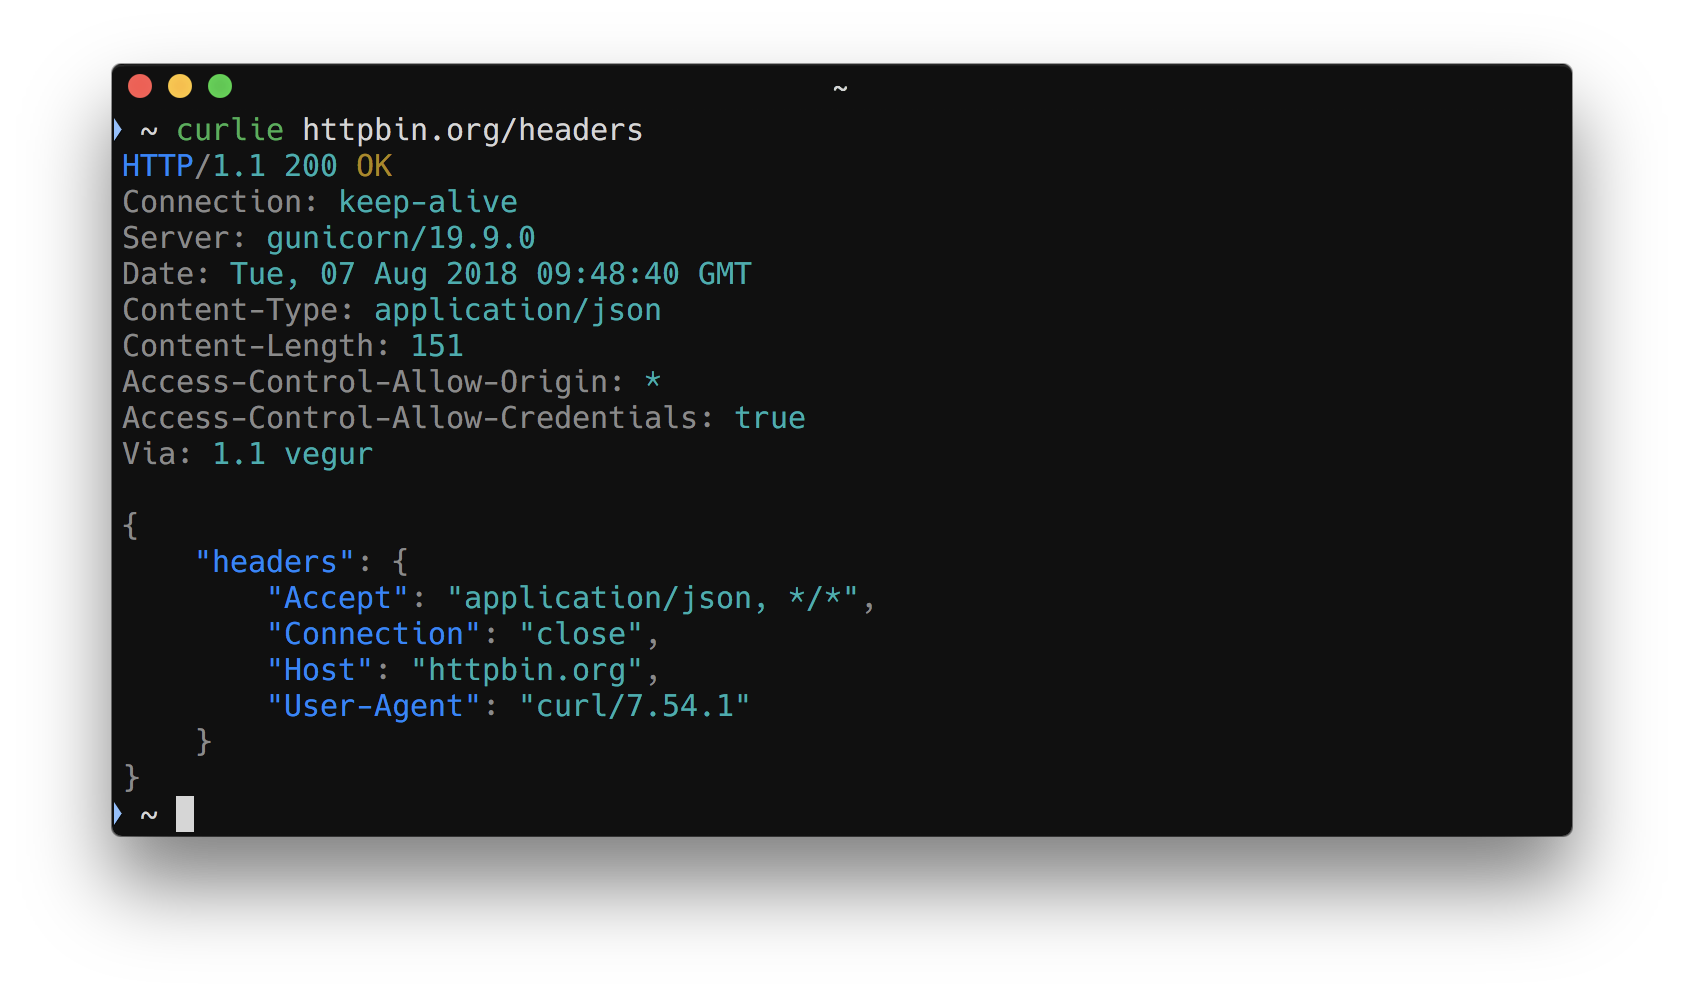 ~
~ curlie httpbin.org/headers
HTTP/1.1 200 OK
Connection: keep-alive
Server: gunicorn/19.9.0
Date: Tue, 07 Aug 2018 09:48:40 GMT
Content-Type: application/json
Content-Length: 151
Access-Control-Allow-Origin: *
Access-Control-Allow-Credentials: true
Via: 1.1 vegur

{
    "headers": {
        "Accept": "application/json, */*",
        "Connection": "close",
        "Host": "httpbin.org",
        "User-Agent": "curl/7.54.1"
    }
}
~